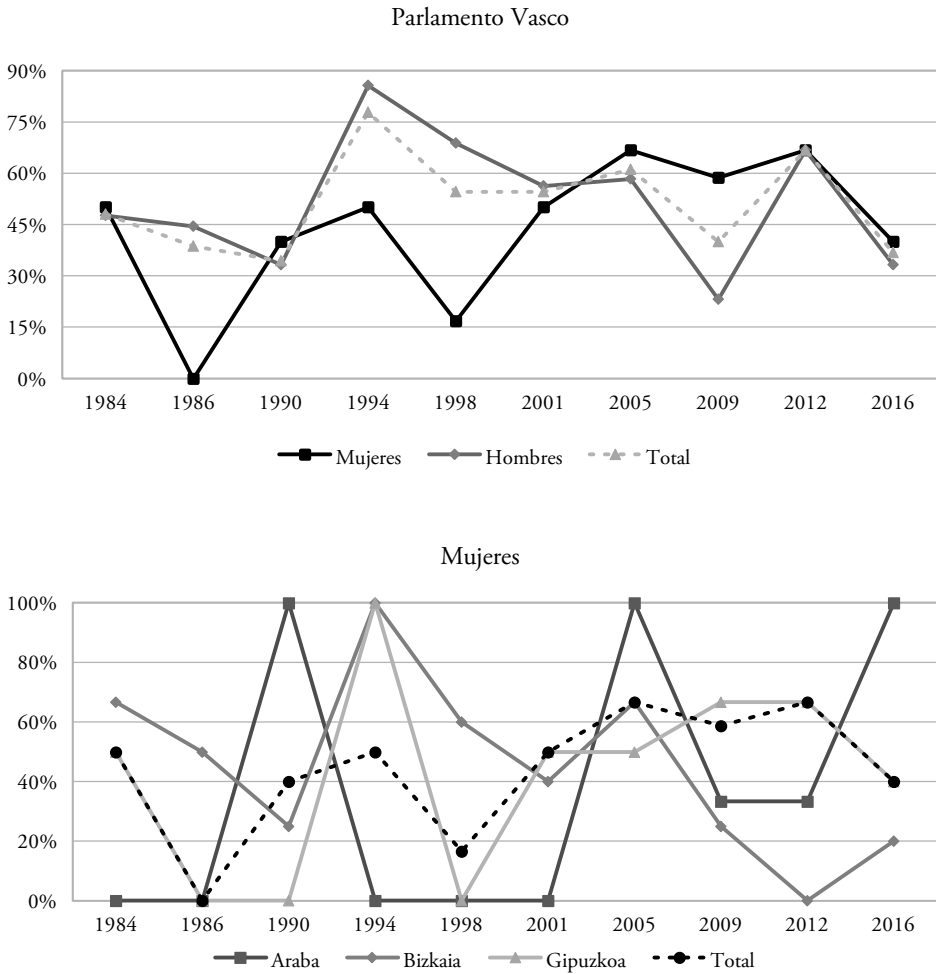 Parlamento Vasco
90%
75%
60%
45%
30%
15%
0%
1984 1986 1990 1994 1998 2001 2005 2009 2012 2016
Mujeres Hombres Total
Mujeres
100%
80%
60%
40%
20%
0%
1984 1986 1990 1994 1998 2001 2005 2009 2012 2016
Araba Bizkaia Gipuzkoa Total